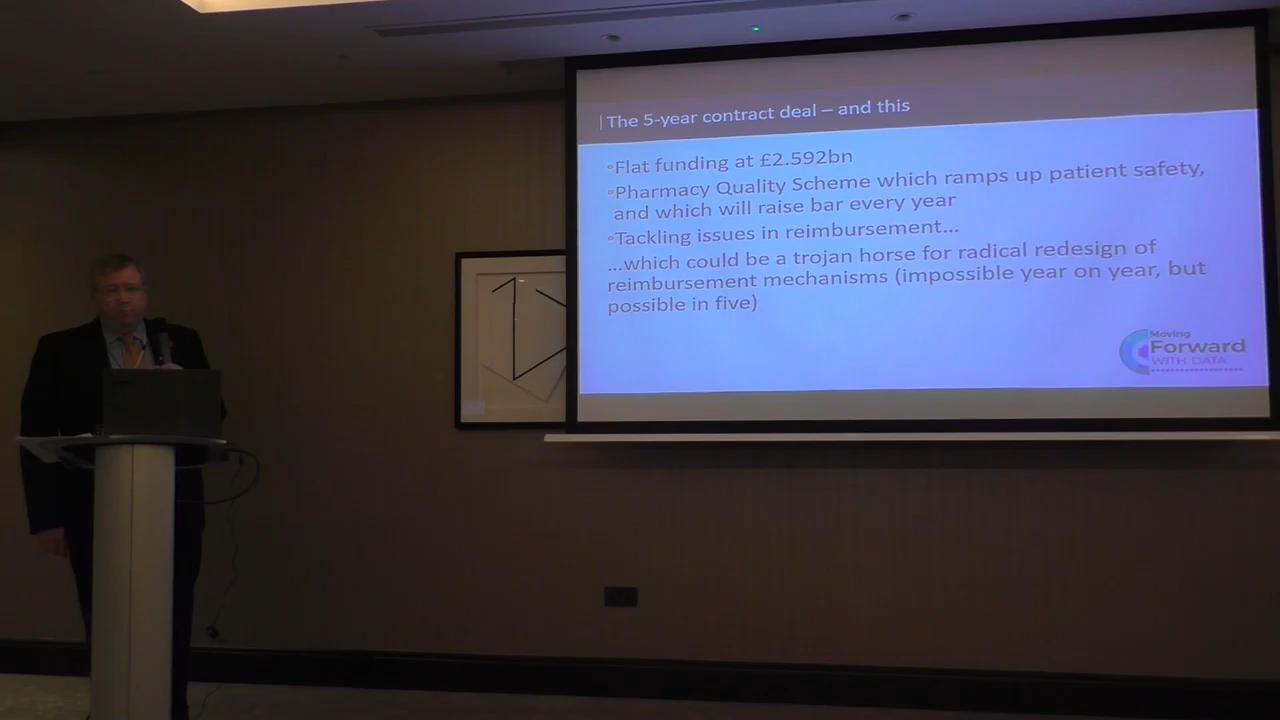 The 5-year contract deal – and this
•Flat funding at £2.592bn
•Pharmacy Quality Scheme which ramps up patient safety,
and which will raise bar every year
•Tackling issues in reimbursement…
…which could be a trojan horse for radical redesign of
reimbursement mechanisms (impossible year on year, but
possible in five)
Moving
Forward
WITH DATA